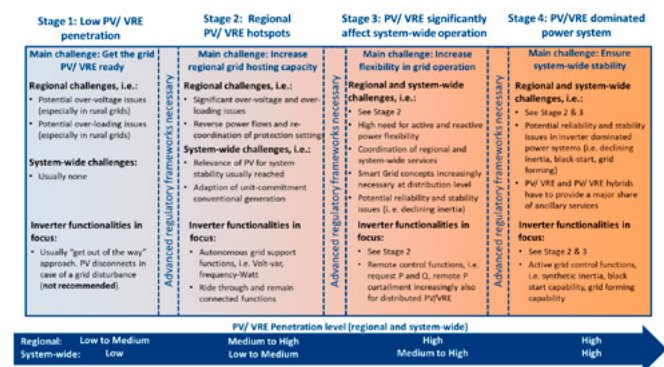 Stage 1: Low PV/ VRE
penetration
Main challenge: Get the grid
PV/ VRE ready
Regional challenges, i.e.:
• Potential over-voltage issues
(especially in rural grids)
• Potential over-loading issues
(especially in rural grids)
System-wide challenges:
• Usually none
Inverter functionalities in
focus:
• Usually "get out of the way"
approach. PV disconnects in
case of a grid disturbance
(not recommended).
Advanced regulatory frameworks necessary
Stage 2: Regional
PV/ VRE hotspots
Main challenge: Increase
regional grid hosting capacity
Regional challenges, i.e.:
• Significant over-voltage and over-
loading issues
• Reverse power flows and re-
coordination of protection setting
System-wide challenges, i.e.:
• Relevance of PV for system
stability usually reached
• Adaption of unit-commitment
conventional generation
Inverter functionalities in
focus:
• Autonomous grid support
functions, i.e. Volt-var,
frequency-Watt
• Ride through and remain
connected functions
Advanced regulatory frameworks necessary
Stage 3: PV/ VRE significantly
affect system-wide operation
Main challenge: Increase
flexibility in grid operation
Regional and system-wide
challenges, i.e.:
• See Stage 2
• High need for active and reactive
power flexibility
• Coordination of regional and
system-wide services
• Smart Grid concepts increasingly
necessary at distribution level
• Potential reliability and stability
issues (i. e. declining inertia)
Inverter functionalities in
focus:
• See Stage 2
• Remote control functions, i.e.
request P and Q, remote P
curtailment increasingly also
for distributed PV/VRE
Advanced regulatory frameworks necessary
Stage 4: PV/VRE dominated
power system
Main challenge: Ensure
system-wide stability
Regional and system-wide
challenges, i.e.:
• See Stage 2 & 3
• Potential reliability and stability
issues in inverter dominated
power systems (i.e. declining
inertia, black-start, grid
forming)
• PV/ VRE and PV/ VRE hybrids
have to provide a major share of
ancillary services
Inverter functionalities in
focus:
• See Stage 2 & 3
• Active grid control functions,
i.e. synthetic inertia, black
start capability, grid forming
capability
PV/ VRE Penetration level (regional and system-wide)
Regional: Low to Medium Medium to High High High
System-wide: Low Low to Medium Medium to High High